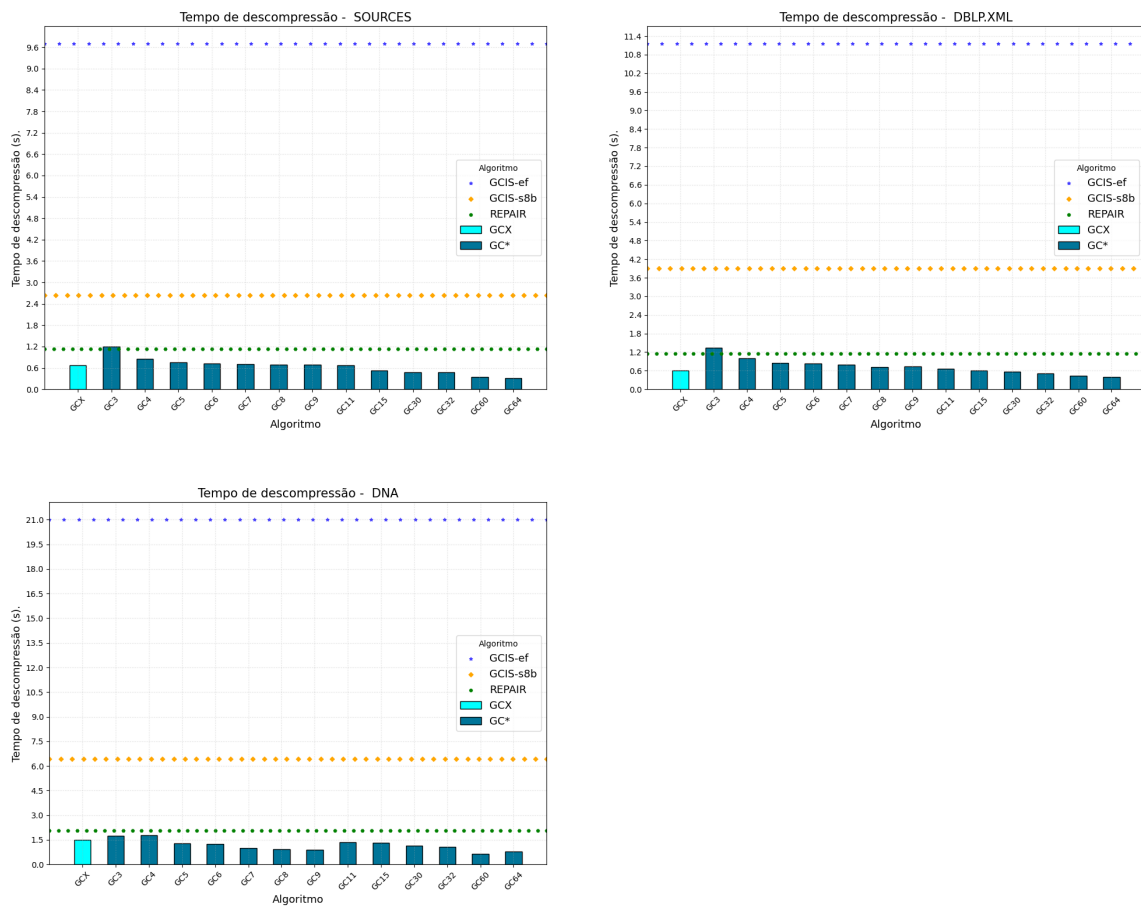 Tempo de descompressão -  SOURCES
Tempo de descompressão (s).
9.6
9.0
8.4
7.8
7.2
6.6
6.0
5.4
4.8
4.2
3.6
3.0
2.4
1.8
1.2
0.6
0.0
Algoritmo
GCIS-ef
GCIS-s8b
REPAIR
GCX
GC*
GCX GC3 GC4 GC5 GC6 GC7 GC8 GC9 GC11 GC15 GC30 GC32 GC60 GC64
Algoritmo
Tempo de descompressão -  DBLP.XML
Tempo de descompressão (s).
11.4
10.8
10.2
9.6
9.0
8.4
7.8
7.2
6.6
6.0
5.4
4.8
4.2
3.6
3.0
2.4
1.8
1.2
0.6
0.0
Algoritmo
GCIS-ef
GCIS-s8b
REPAIR
GCX
GC*
GCX GC3 GC4 GC5 GC6 GC7 GC8 GC9 GC11 GC15 GC30 GC32 GC60 GC64
Algoritmo
Tempo de descompressão -  DNA
Tempo de descompressão (s).
21.0
19.5
18.0
16.5
15.0
13.5
12.0
10.5
9.0
7.5
6.0
4.5
3.0
1.5
0.0
Algoritmo
GCIS-ef
GCIS-s8b
REPAIR
GCX
GC*
GCX GC3 GC4 GC5 GC6 GC7 GC8 GC9 GC11 GC15 GC30 GC32 GC60 GC64
Algoritmo